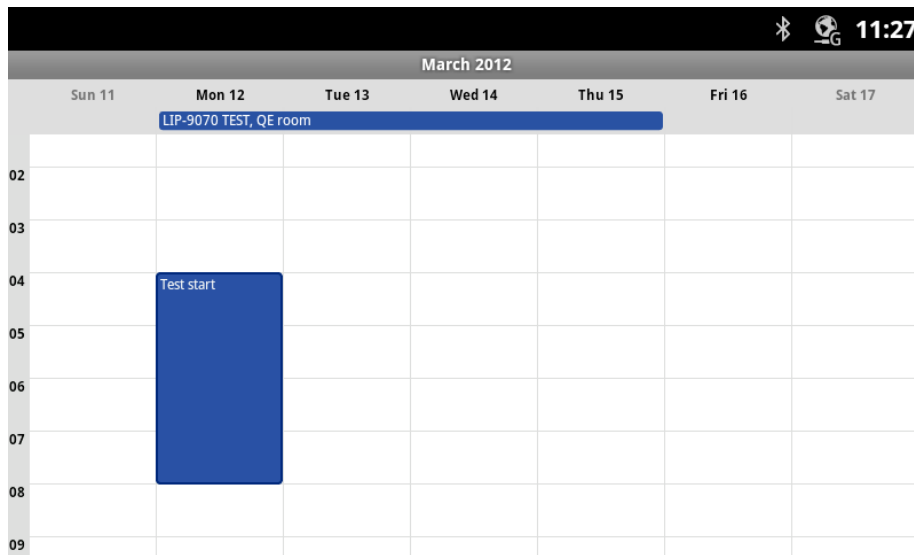 G 11:27
March 2012
Sun 11 Mon 12 Tue 13 Wed 14 Thu 15 Fri 16 Sat 17
LIP-9070 TEST, QE room
02
03
04
Test start
05
06
07
08
09